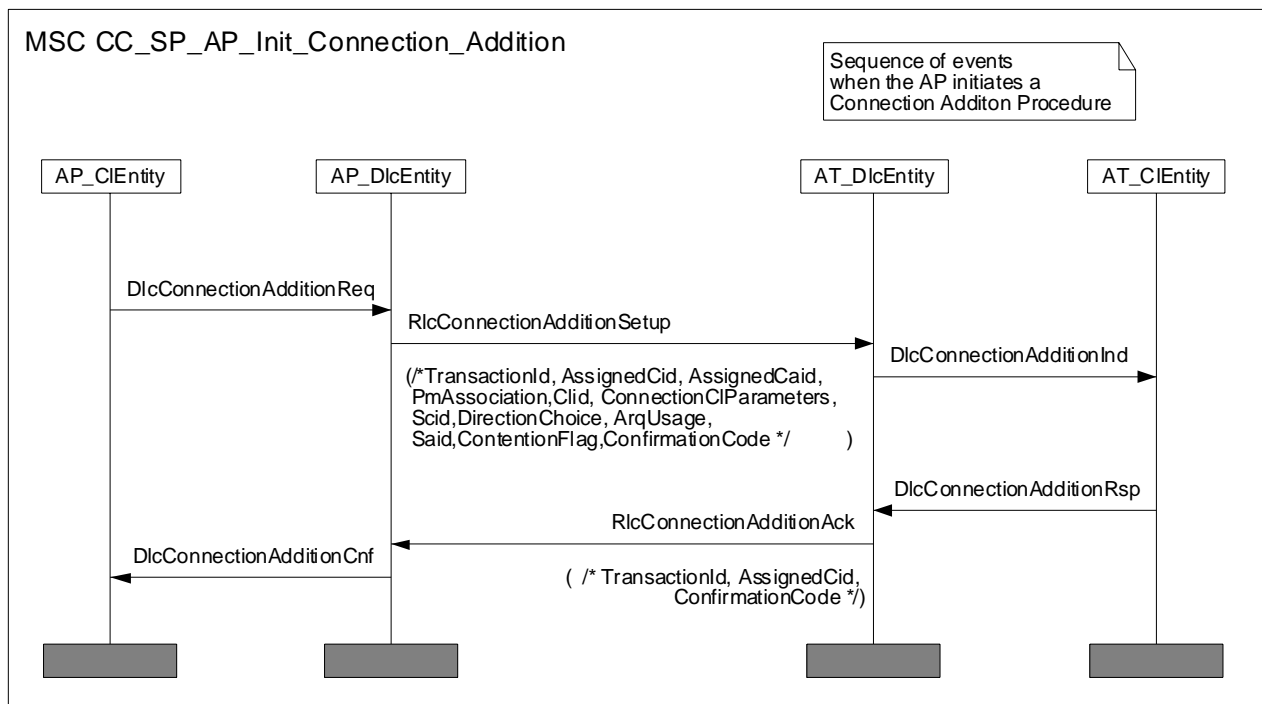 MSC CC_SP_AP_Init_Connection_Addition
Sequence of events
when the AP initiates a
Connection Additon Procedure
AP_ClEntity
AP_DlcEntity
AT_DlcEntity
AT_ClEntity
DlcConnectionAdditionReq
RlcConnectionAdditionSetup
(/*TransactionId, AssignedCid, AssignedCaid,
PmAssociation,Clid, ConnectionClParameters,
Scid,DirectionChoice, ArqUsage,
Said,ContentionFlag,ConfirmationCode */ )
DlcConnectionAdditionInd
DlcConnectionAdditionRsp
RlcConnectionAdditionAck
( /* TransactionId, AssignedCid,
ConfirmationCode */)
DlcConnectionAdditionCnf